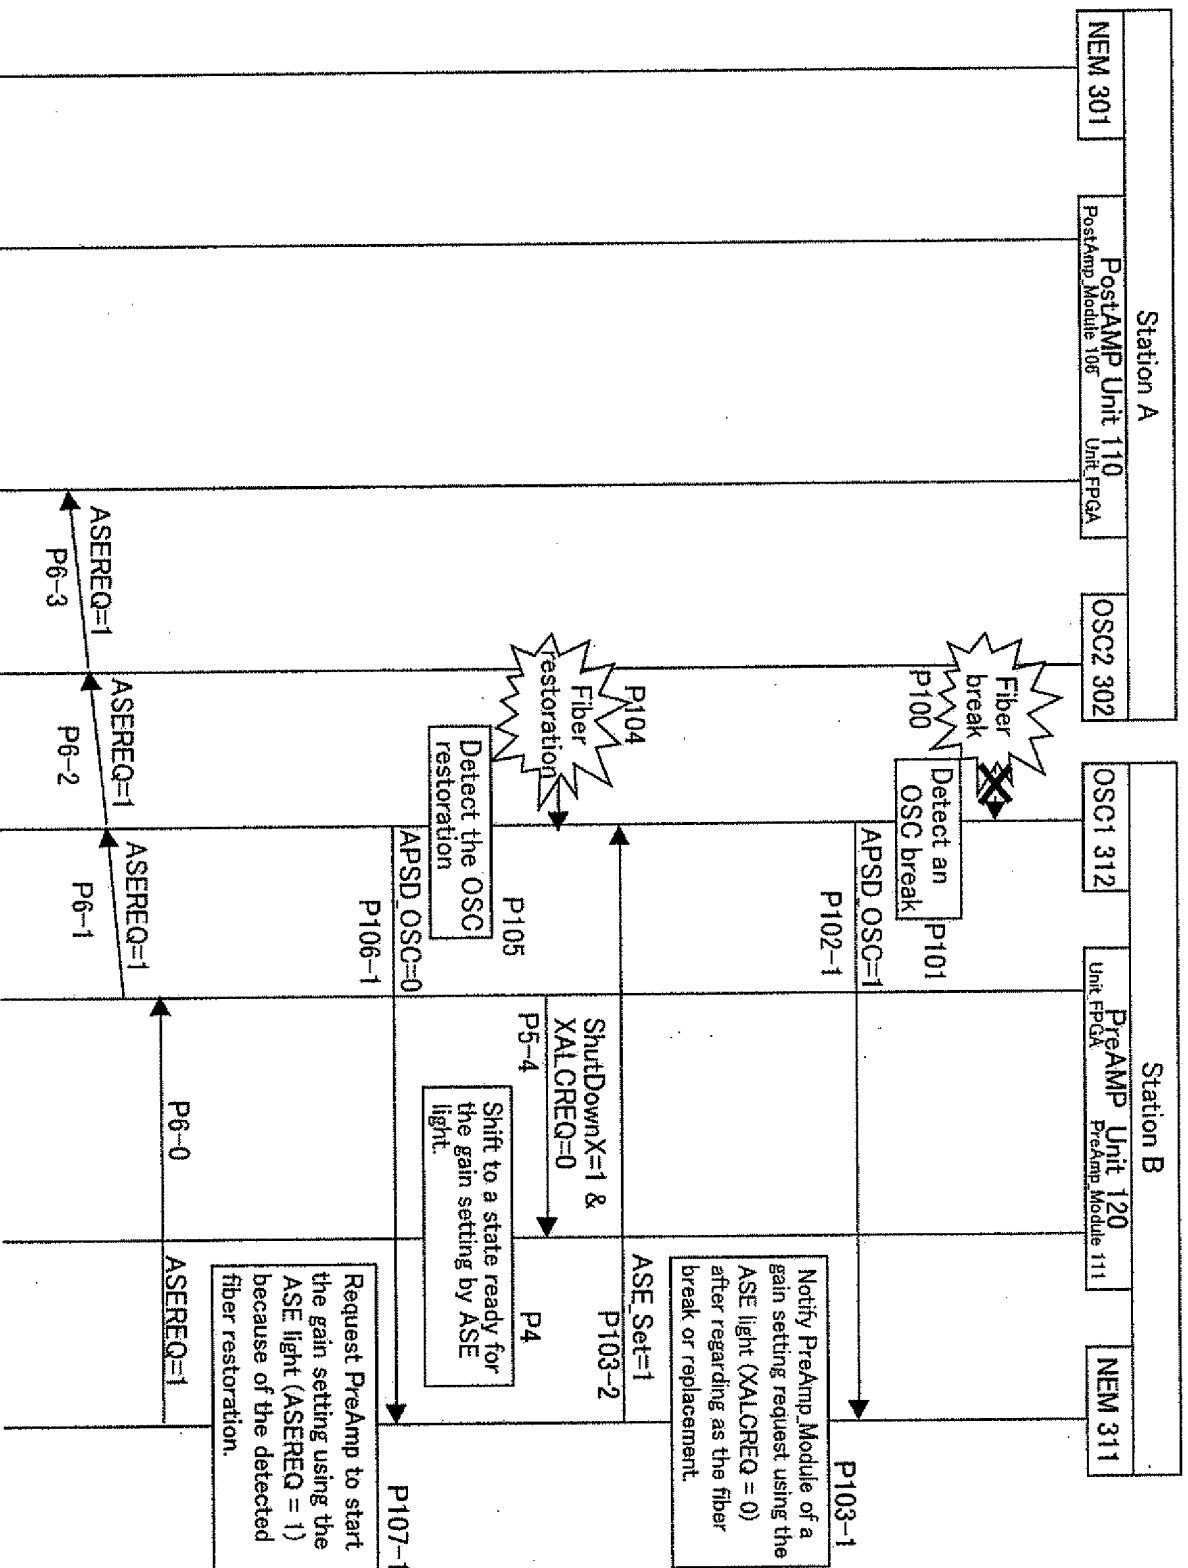 Station A
NEM 301
PostAMP Unit 110
PostAmp_Module 106
Unit_FPGA
OSC2 302
Station B
OSC1 312
PreAMP Unit 120
Unit_FPGA
PreAmp_Module 111
NEM 311
Fiber
break
P100
Detect an
OSC break
P101
APSD_OSC=1
P102-1
P103-1
Notify PreAmp_Module of a
gain setting request using the
ASE light (XALCREQ = 0)
after regarding as the fiber
break or replacement.
ASE_Set=1
P103-2
P104
Fiber
restoration
ShutDownX=1 &
XALCREQ=0
P5-4
P4
Shift to a state ready for
the gain setting by ASE
light.
P105
Detect the OSC
restoration
APSD_OSC=0
P106-1
P107-1
Request PreAmp to start
the gain setting using the
ASE light (ASEREQ = 1)
because of the detected
fiber restoration.
ASEREQ=1
P6-0
ASEREQ=1
P6-1
ASEREQ=1
P6-2
ASEREQ=1
P6-3